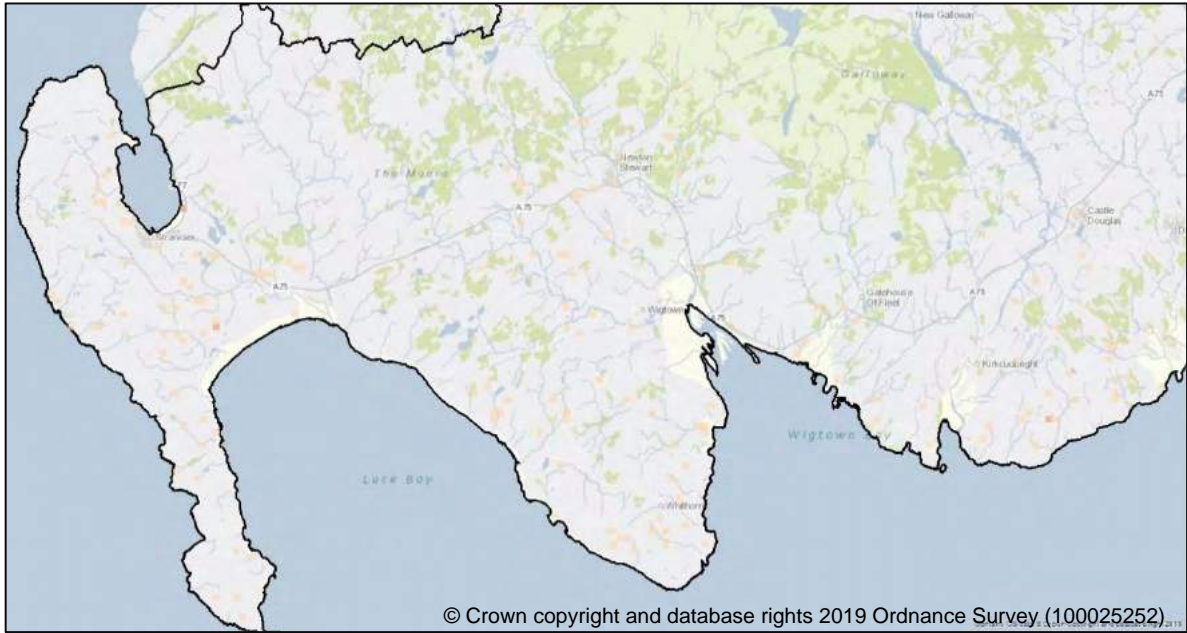 New Galloway
Galloway
A75
Newton
Stewart
The Moors
A77
A75
Castle
Douglas
Stranraer
A75
Gatehouse
Of Fleet
A75
Wigtown
A75
Kirkcudbright
Wigtown Bay
Luce Bay
Whithorn
© Crown copyright and database rights 2019 Ordnance Survey (100025252)